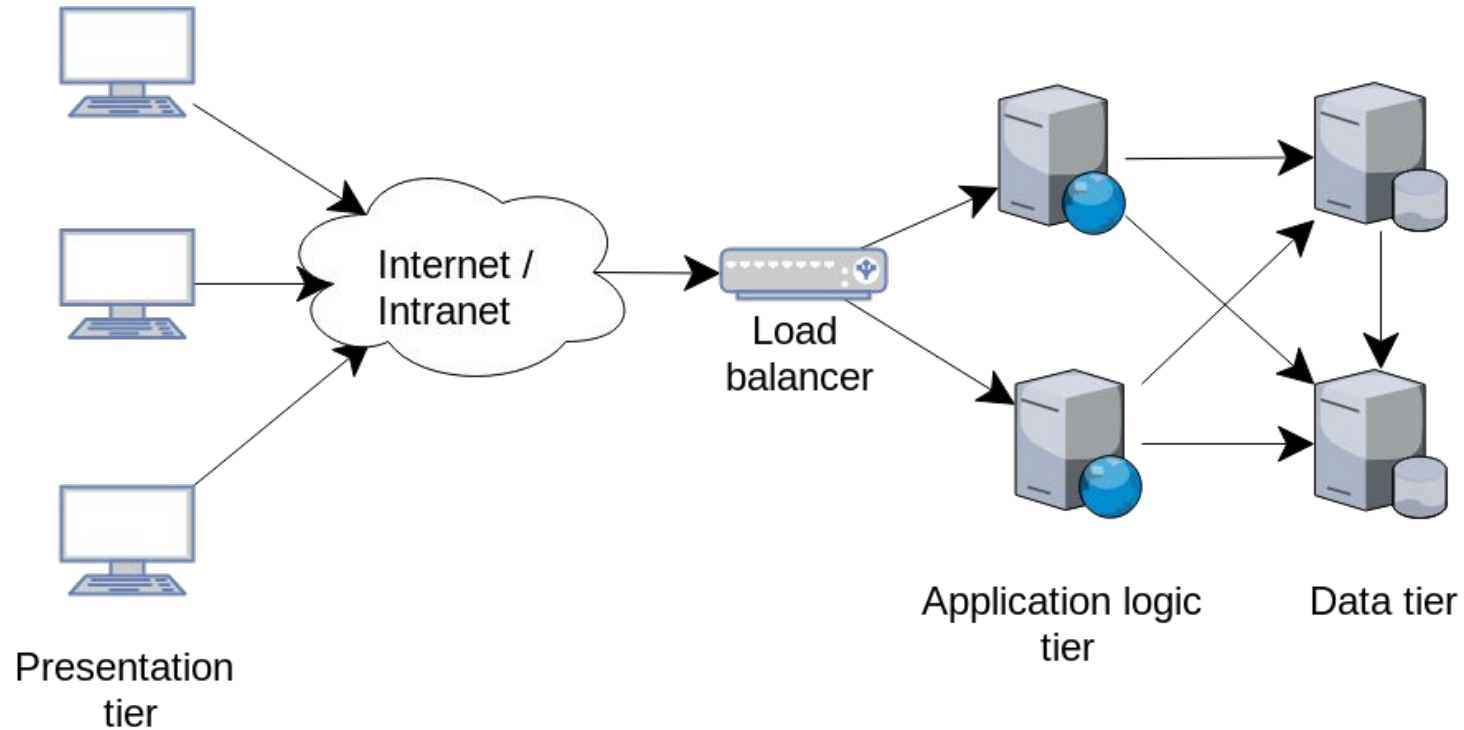 Internet /
Intranet
Load
balancer
Application logic
tier
Data tier
Presentation
tier